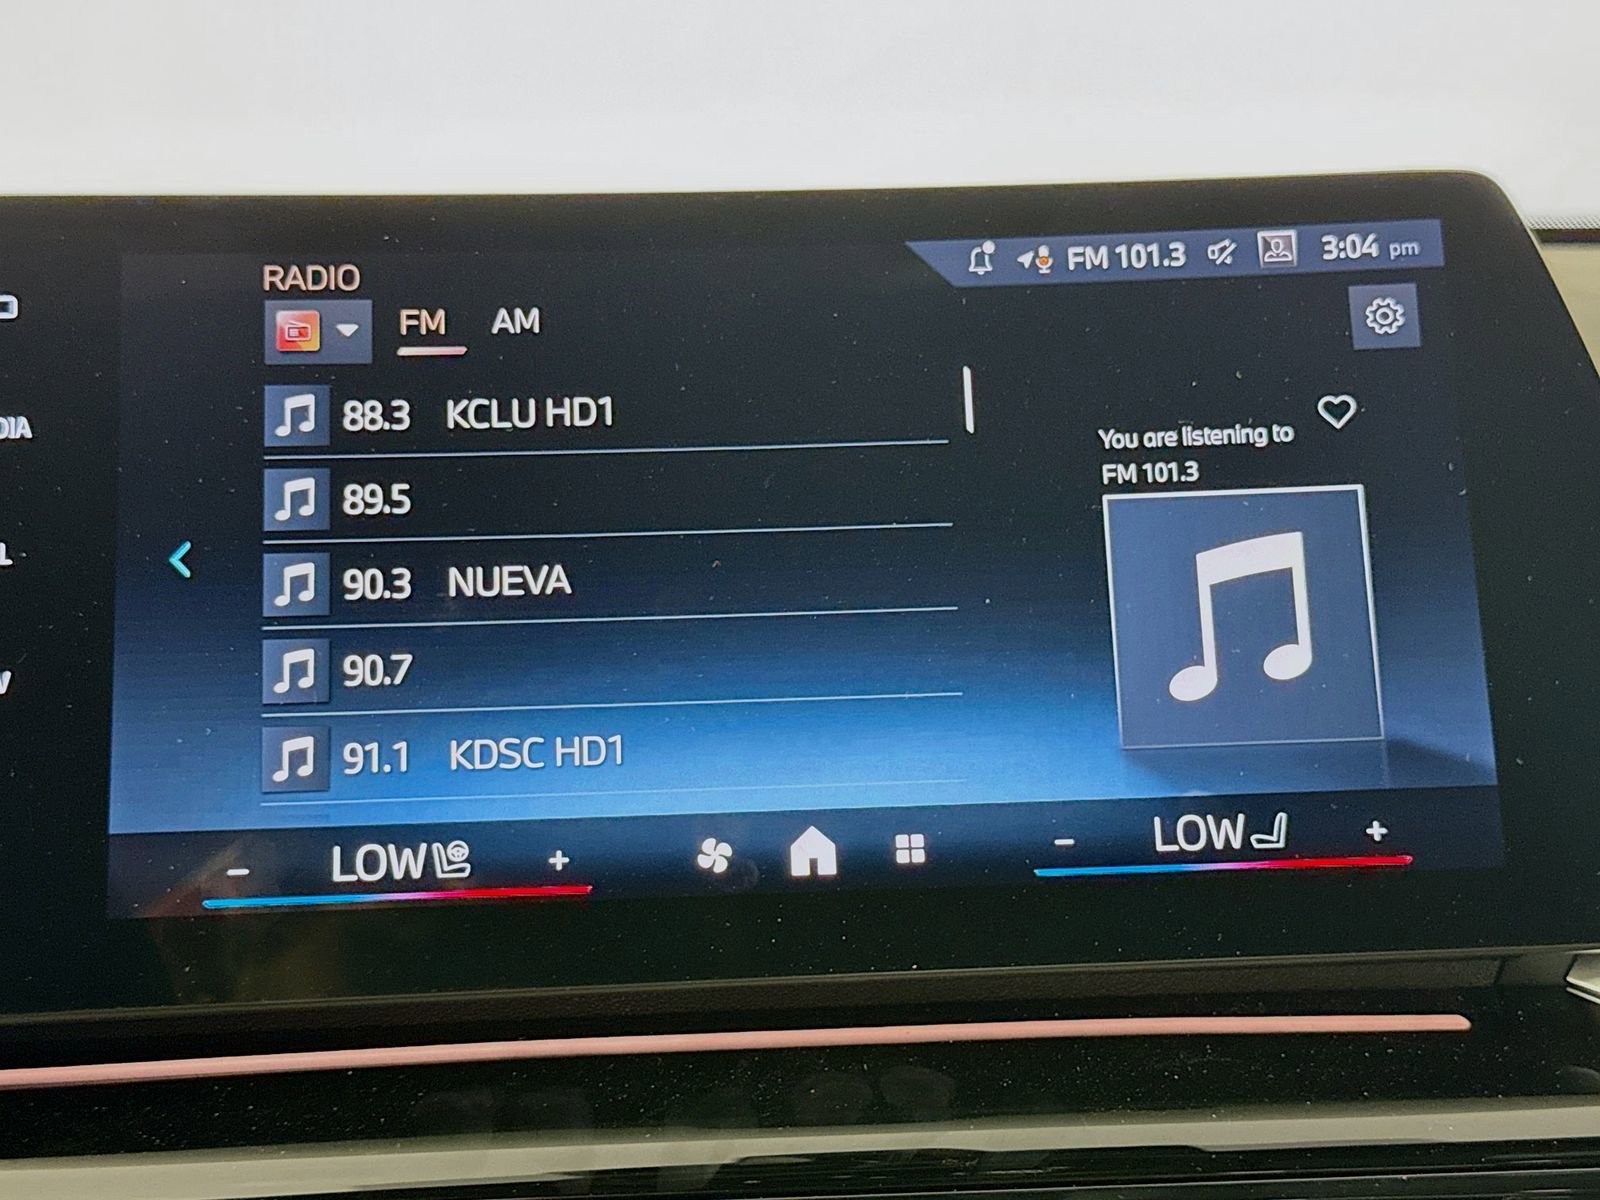 FM 101.3
3:04 pm
RADIO
FM AM
88.3 KCLU HD1
89.5
90.3 NUEVA
90.7
91.1 KDSC HD1
You are listening to
FM 101.3
- LOW +
- LOW +